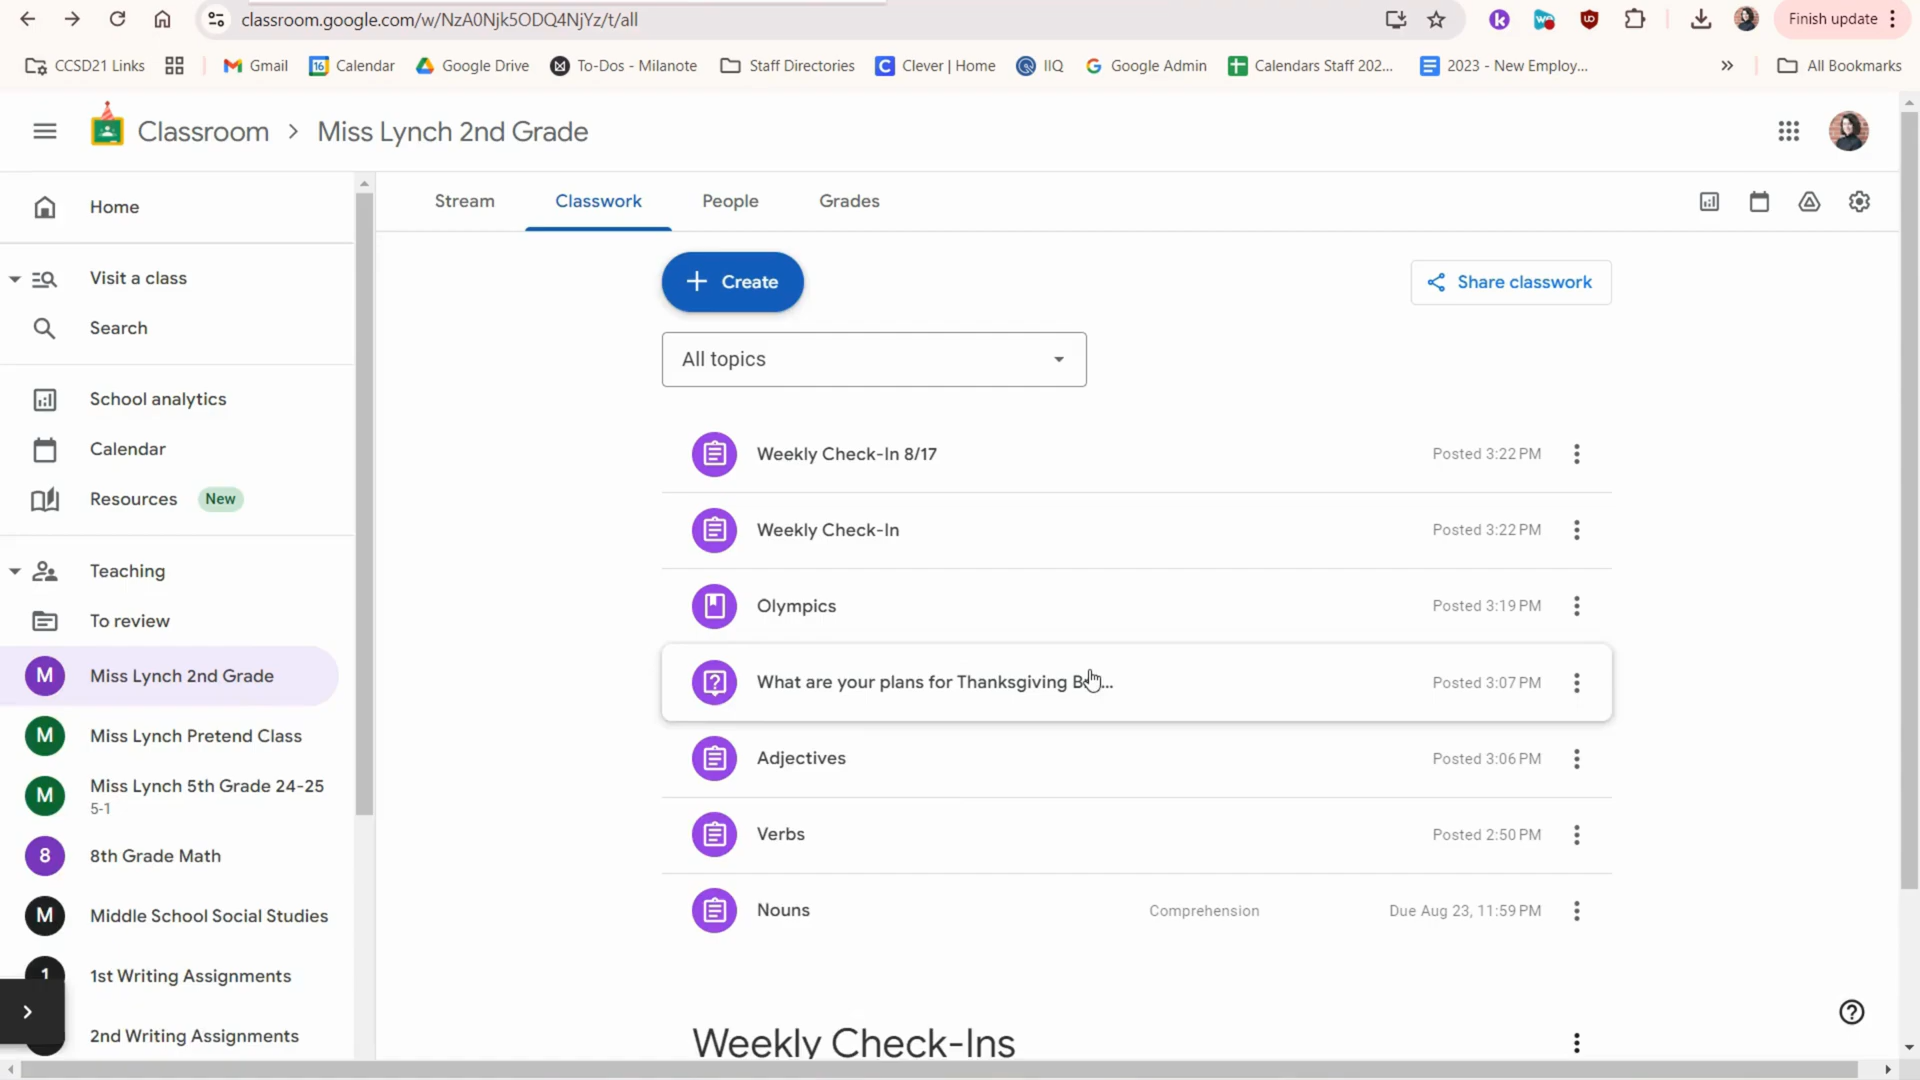 classroom.google.com/w/NzA0Njk5ODQ4NjYz/t/all
Finish update
CCSD21 Links
Gmail
Calendar
Google Drive
To-Dos - Milanote
Staff Directories
Clever | Home
IIQ
Google Admin
Calendars Staff 202...
2023 - New Employ...
All Bookmarks
Classroom > Miss Lynch 2nd Grade
Home
Visit a class
Search
School analytics
Calendar
Resources New
Teaching
To review
M Miss Lynch 2nd Grade
M Miss Lynch Pretend Class
M Miss Lynch 5th Grade 24-25
5-1
8 8th Grade Math
M Middle School Social Studies
1 1st Writing Assignments
2nd Writing Assignments
Stream
Classwork
People
Grades
+ Create
Share classwork
All topics
Weekly Check-In 8/17 Posted 3:22 PM
Weekly Check-In Posted 3:22 PM
Olympics Posted 3:19 PM
What are your plans for Thanksgiving Posted 3:07 PM
Adjectives Posted 3:06 PM
Verbs Posted 2:50 PM
Nouns Comprehension Due Aug 23, 11:59 PM
Weekly Check-Ins